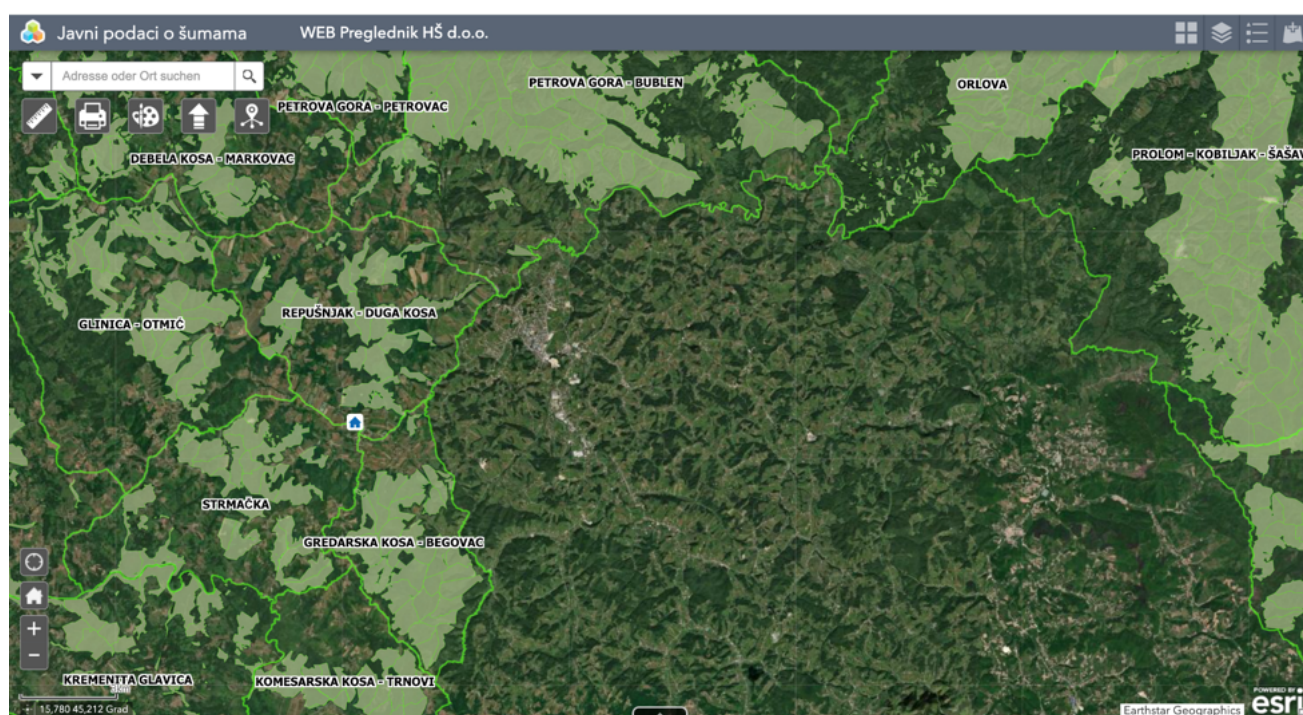 Javni podaci o šumama WEB Preglednik HŠ d.o.o.
Adresse oder Ort suchen
PETROVA GORA - BUBLEN
ORLOVA
PETROVA GORA - PETROVAC
DEBELA KOSA - MARKOVAC
PROLOM - KOBILJAK - ŠAŠAV
REPUŠNJAK - DUGA KOSA
GLINICA - OTMIĆ
STRMAČKA
GREDARSKA KOSA - BEGOVAC
KREMENITA GLAVICA
KOMESARSKA KOSA - TRNOVI
15,780 45,212 Grad
Earthstar Geographics
POWERED BY
esri